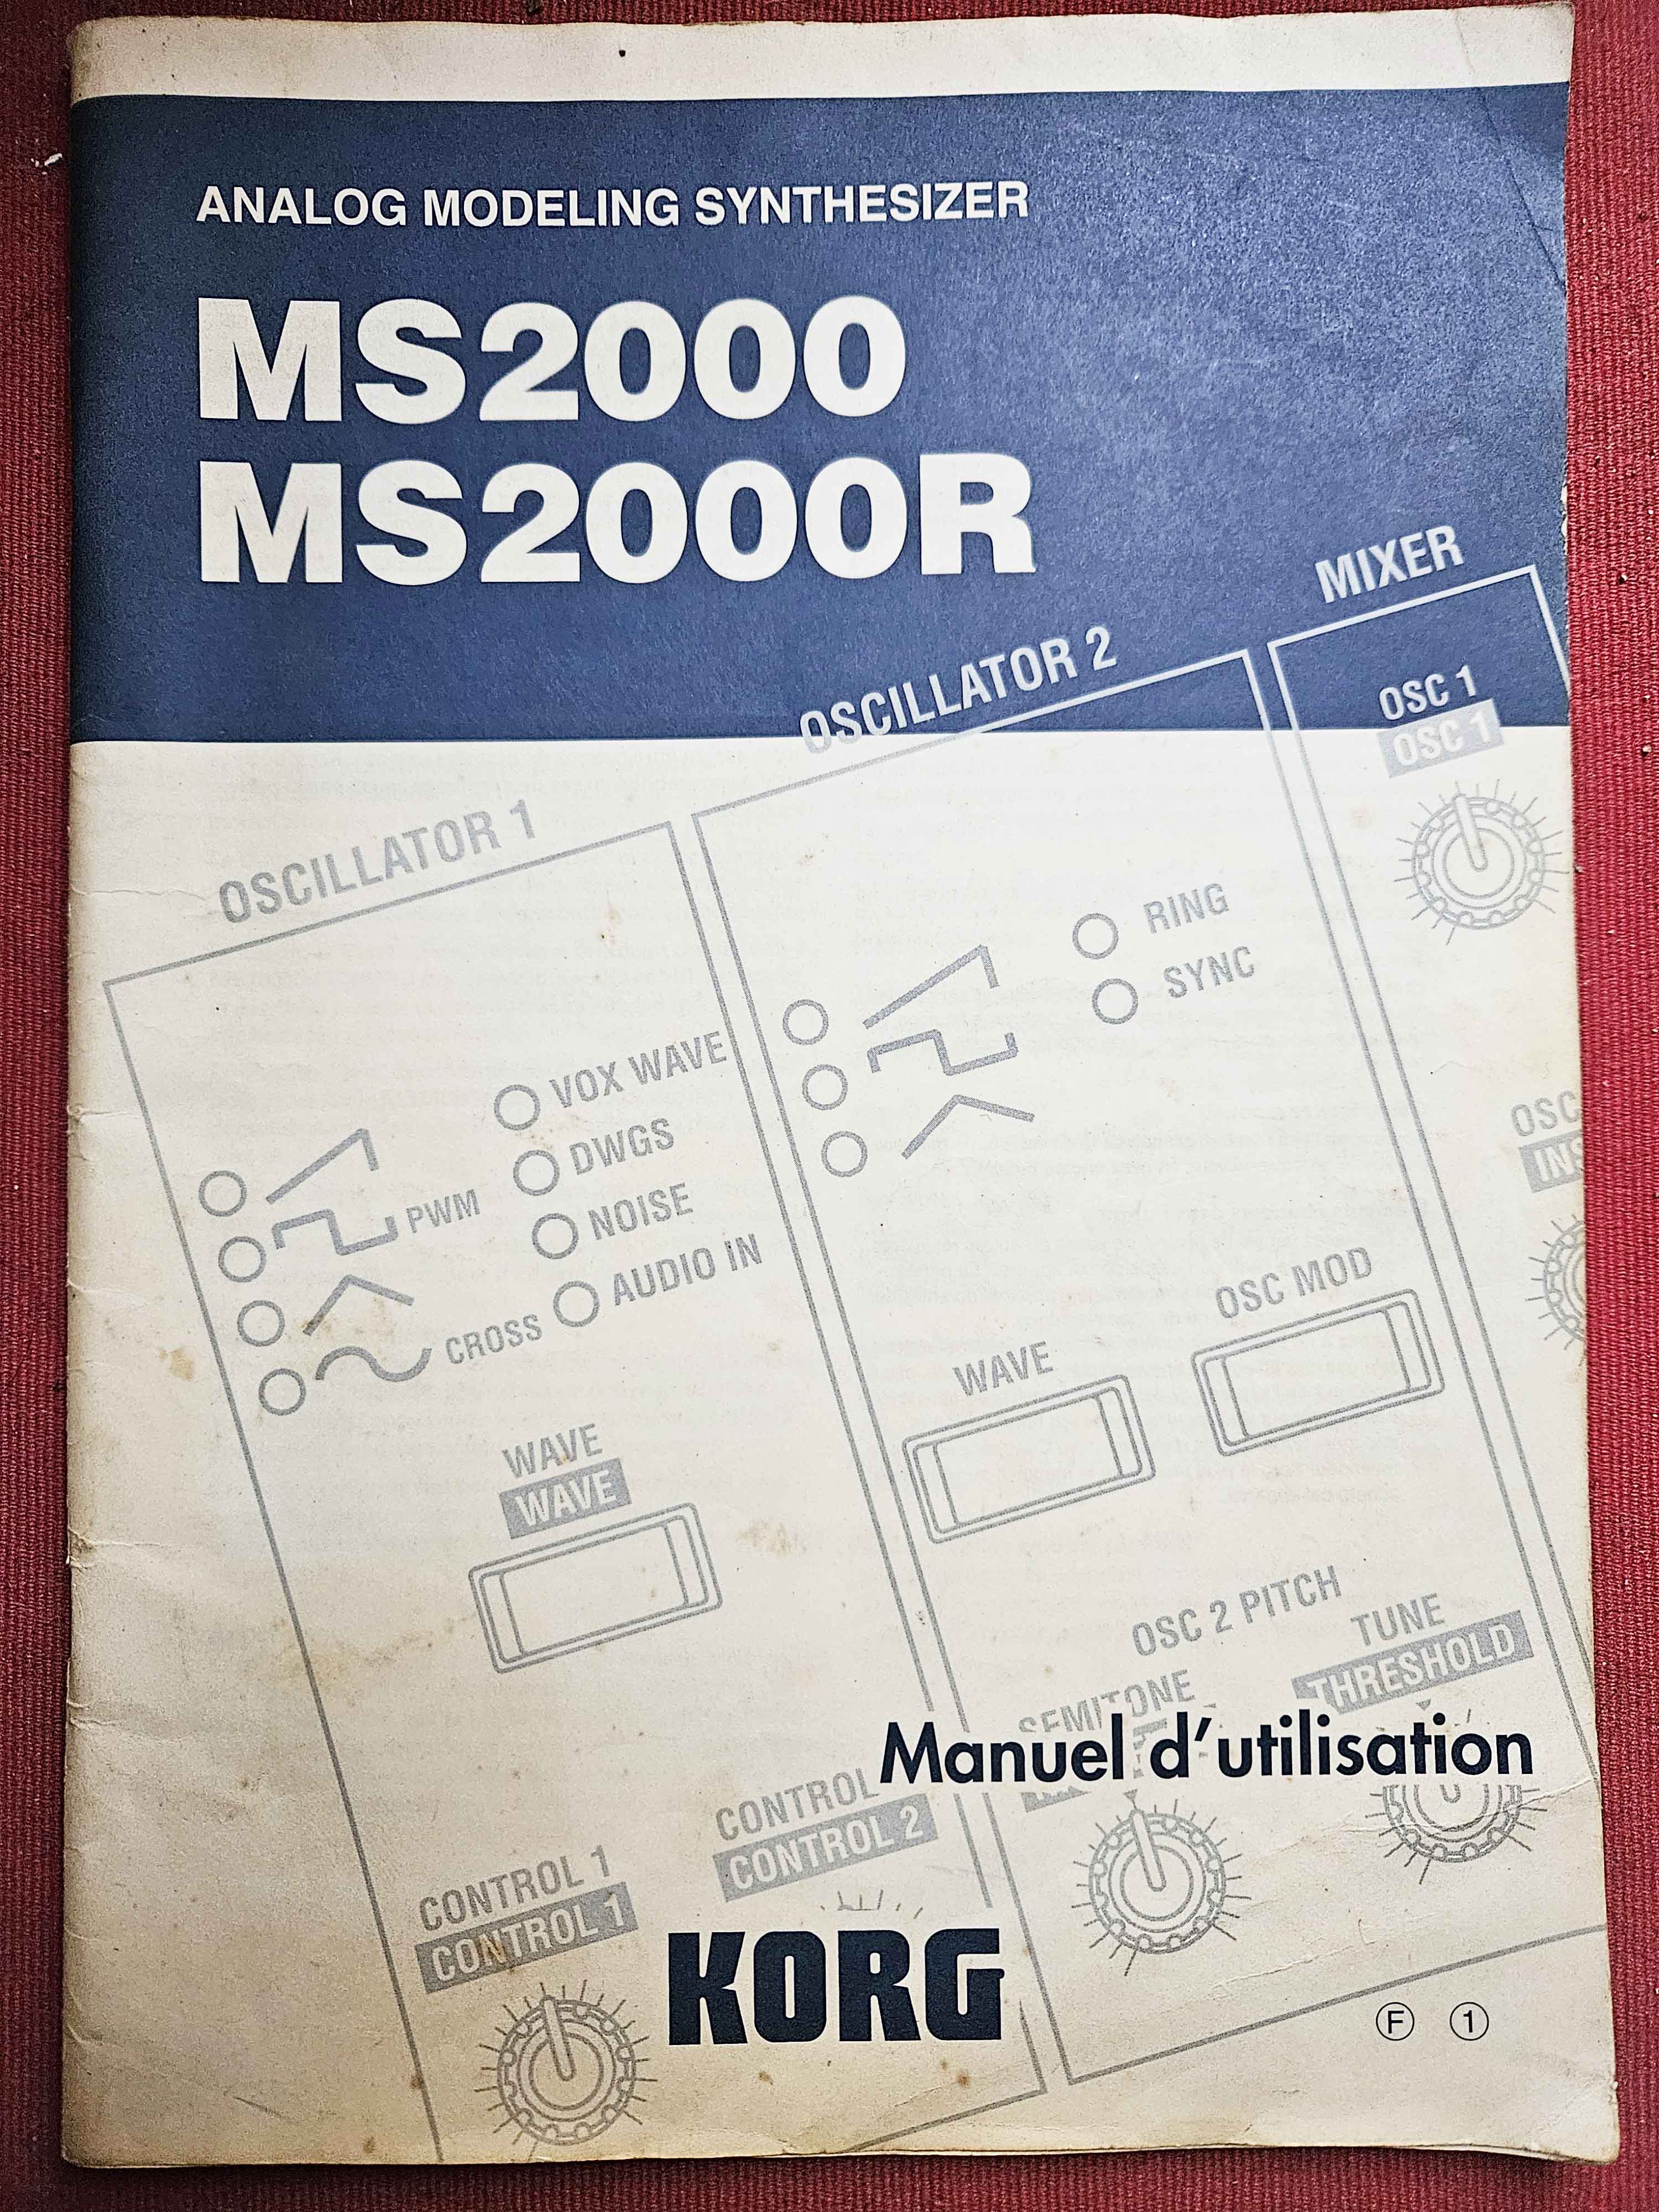 ANALOG MODELING SYNTHESIZER
MS2000
MS2000R
MIXER
OSC 1
OSC 1
OSCILLATOR 2
OSCILLATOR 1
RING
SYNC
VOX WAVE
DWGS
PWM
NOISE
AUDIO IN
CROSS
OSC
OSC MOD
WAVE
WAVE
WAVE
OSC 2 PITCH
TUNE
THRESHOLD
SEMITONE
Manuel d'utilisation
CONTROL
CONTROL 2
CONTROL 1
CONTROL 1
KORG
F 1